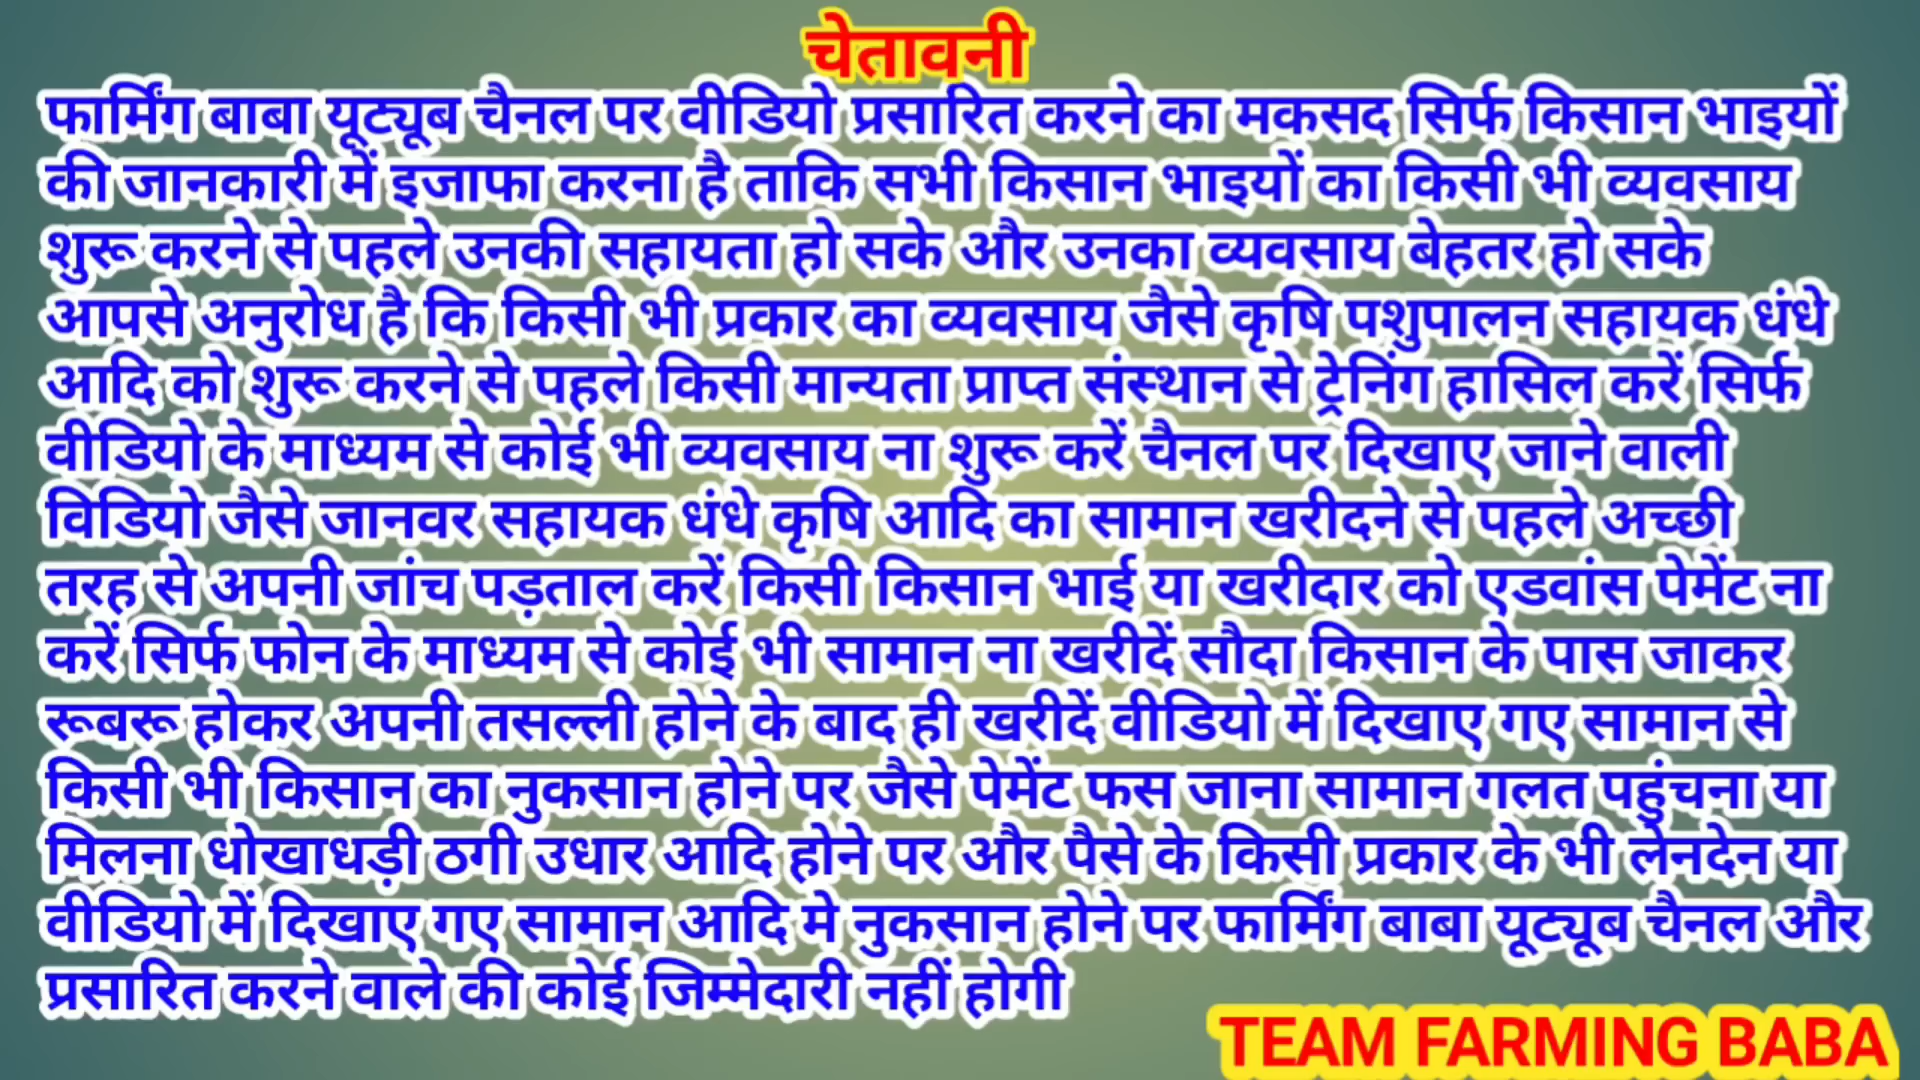 चेतावनी
फार्मिंग बाबा यूट्यूब चैनल पर वीडियो प्रसारित करने का मकसद सिर्फ किसान भाइयों
की जानकारी में इजाफा करना है ताकि सभी किसान भाइयों का किसी भी व्यवसाय
शुरू करने से पहले उनकी सहायता हो सके और उनका व्यवसाय बेहतर हो सके
आपसे अनुरोध है कि किसी भी प्रकार का व्यवसाय जैसे कृषि पशुपालन सहायक धंधे
आदि को शुरू करने से पहले किसी मान्यता प्राप्त संस्थान से ट्रेनिंग हासिल करें सिर्फ
वीडियो के माध्यम से कोई भी व्यवसाय ना शुरू करें चैनल पर दिखाए जाने वाली
विडियो जैसे जानवर सहायक धंधे कृषि आदि का सामान खरीदने से पहले अच्छी
तरह से अपनी जांच पड़ताल करें किसी किसान भाई या खरीदार को एडवांस पेमेंट ना
करें सिर्फ फोन के माध्यम से कोई भी सामान ना खरीदें सौदा किसान के पास जाकर
रूबरू होकर अपनी तसल्ली होने के बाद ही खरीदें वीडियो में दिखाए गए सामान से
किसी भी किसान का नुकसान होने पर जैसे पेमेंट फस जाना सामान गलत पहुंचना या
मिलना धोखाधड़ी ठगी उधार आदि होने पर और पैसे के किसी प्रकार के भी लेनदेन या
वीडियो में दिखाए गए सामान आदि मे नुकसान होने पर फार्मिंग बाबा यूट्यूब चैनल और
प्रसारित करने वाले की कोई जिम्मेदारी नहीं होगी
TEAM FARMING BABA